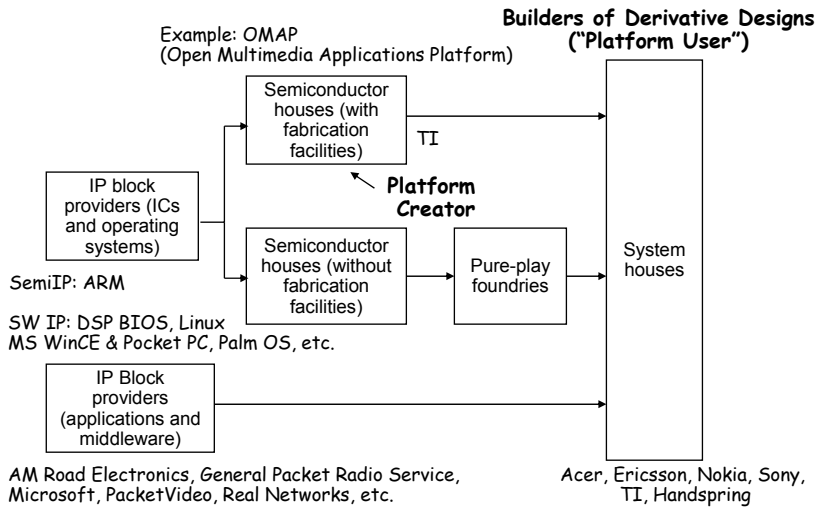 Builders of Derivative Designs
("Platform User")
Example: OMAP
(Open Multimedia Applications Platform)
Semiconductor
houses (with
fabrication
facilities)
TI
Platform
Creator
IP block
providers (ICs
and operating
systems)
Semiconductor
houses (without
fabrication
facilities)
Pure-play
foundries
System
houses
SemiIP: ARM
SW IP: DSP BIOS, Linux
MS WinCE & Pocket PC, Palm OS, etc.
IP Block
providers
(applications and
middleware)
AM Road Electronics, General Packet Radio Service,
Microsoft, PacketVideo, Real Networks, etc.
Acer, Ericsson, Nokia, Sony,
TI, Handspring